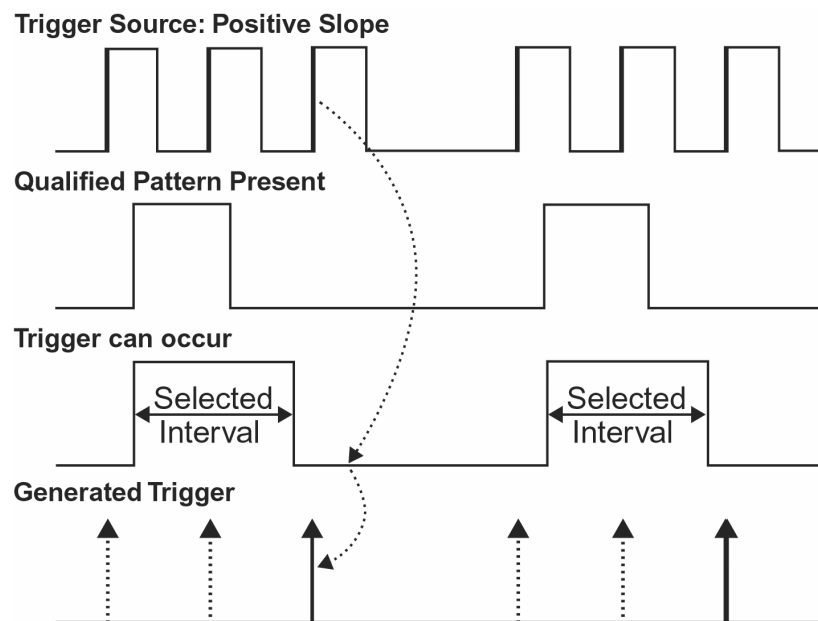 Trigger Source: Positive Slope
Qualified Pattern Present
Trigger can occur
Selected
Interval
Selected
Interval
Generated Trigger